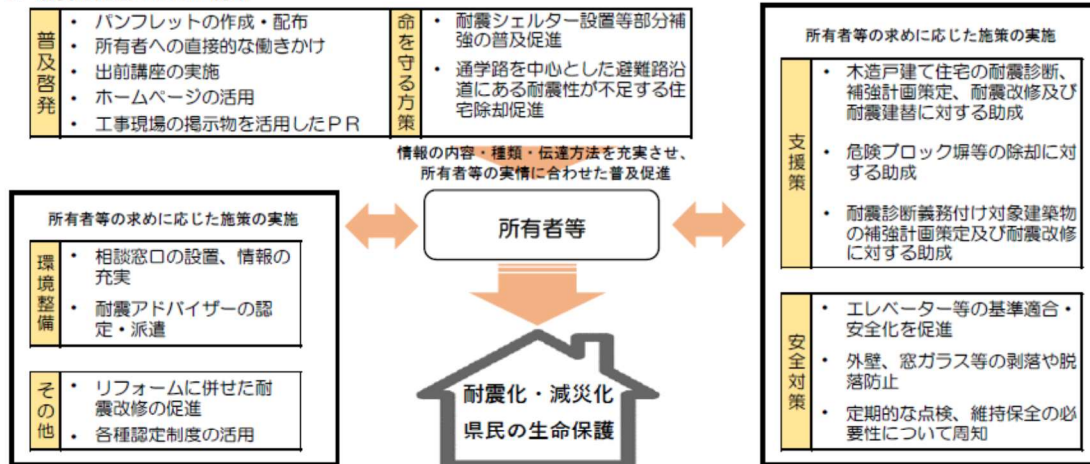 普及啓発
・ パンフレットの作成・配布
・ 所有者への直接的な働きかけ
・ 出前講座の実施
・ ホームページの活用
・ 工事現場の掲示物を活用したＰＲ
命を守る方策
・ 耐震シェルター設置等部分補
強の普及促進
・ 通学路を中心とした避難路沿
道にある耐震性が不足する住
宅除却促進
情報の内容・種類・伝達方法を充実させ、
所有者等の実情に合わせた普及促進
所有者等の求めに応じた施策の実施
環境整備
・ 相談窓口の設置、情報の
充実
・ 耐震アドバイザーの認
定・派遣
その他
・ リフォームに併せた耐
震改修の促進
・ 各種認定制度の活用
所有者等
耐震化・減災化
県民の生命保護
所有者等の求めに応じた施策の実施
支援策
・ 木造戸建て住宅の耐震診断、
補強計画策定、耐震改修及び
耐震建替に対する助成
・ 危険ブロック塀等の除却に対
する助成
・ 耐震診断義務付け対象建築物
の補強計画策定及び耐震改修
に対する助成
安全対策
・ エレベーター等の基準適合・
安全化を促進
・ 外壁、窓ガラス等の剥落や脱
落防止
・ 定期的な点検、維持保全の必
要性について周知